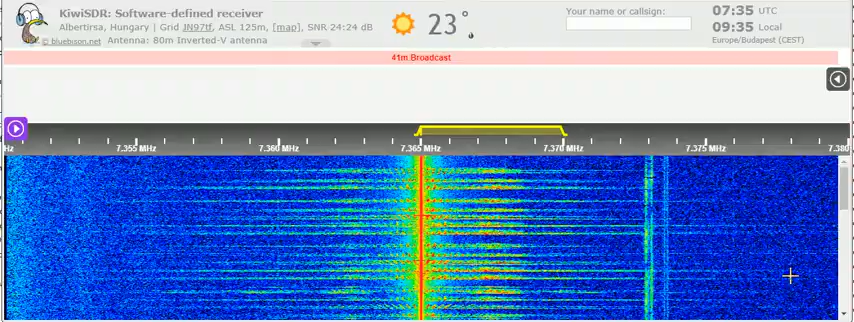 KiwiSDR: Software-defined receiver
Albertirsa, Hungary | Grid JN97tf, ASL 125m, [map], SNR 24:24 dB
© bluebison.net Antenna: 80m Inverted-V antenna
23°
Your name or callsign:
07:35 UTC
09:35 Local
Europe/Budapest (CEST)
41m Broadcast
Hz 7.355 MHz 7.360 MHz 7.365 MHz 7.370 MHz 7.375 MHz 7.380